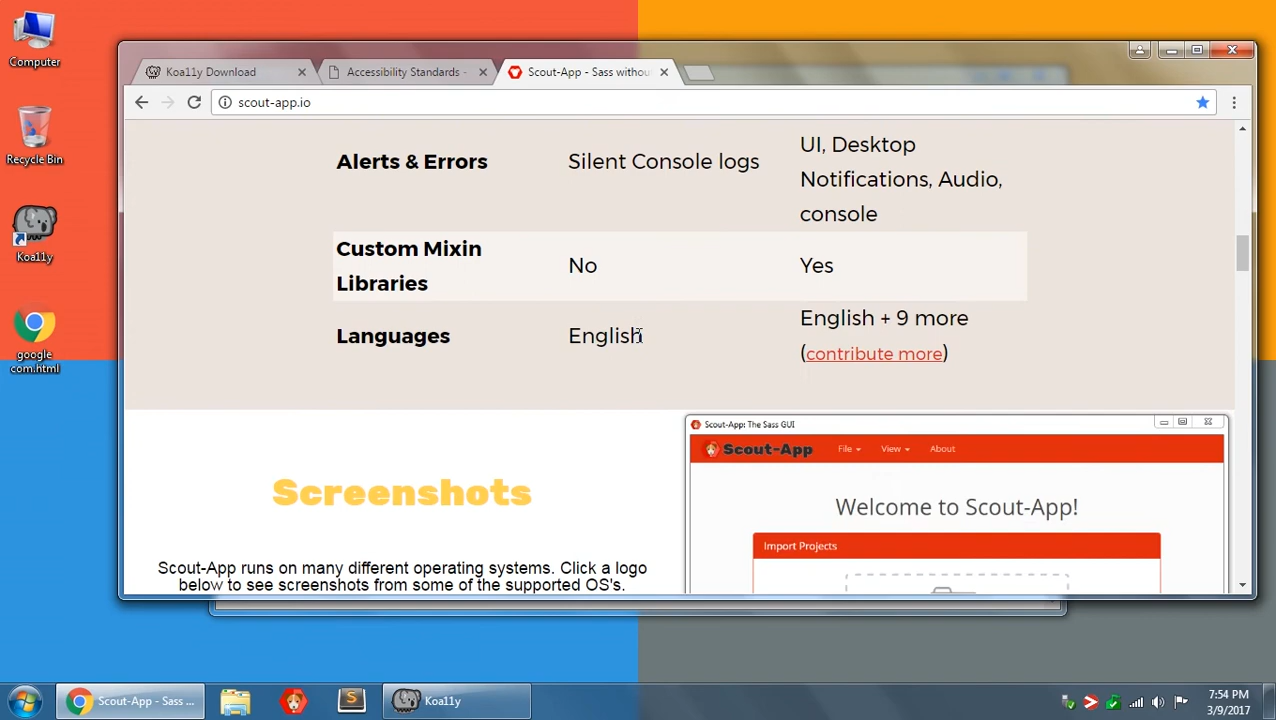 Computer
Recycle Bin
Koa11y
google
com.html
Koa11y Download
Accessibility Standards -
Scout-App - Sass withou
scout-app.io
Alerts & Errors
Silent Console logs
UI, Desktop
Notifications, Audio,
console
Custom Mixin
Libraries
No
Yes
Languages
English
English + 9 more
(contribute more)
Screenshots
Scout-App runs on many different operating systems. Click a logo
below to see screenshots from some of the supported OS's.
Scout-App: The Sass GUI
Scout-App
File
View
About
Welcome to Scout-App!
Import Projects
Scout-App - Sass ...
Koa11y
7:54 PM
3/9/2017